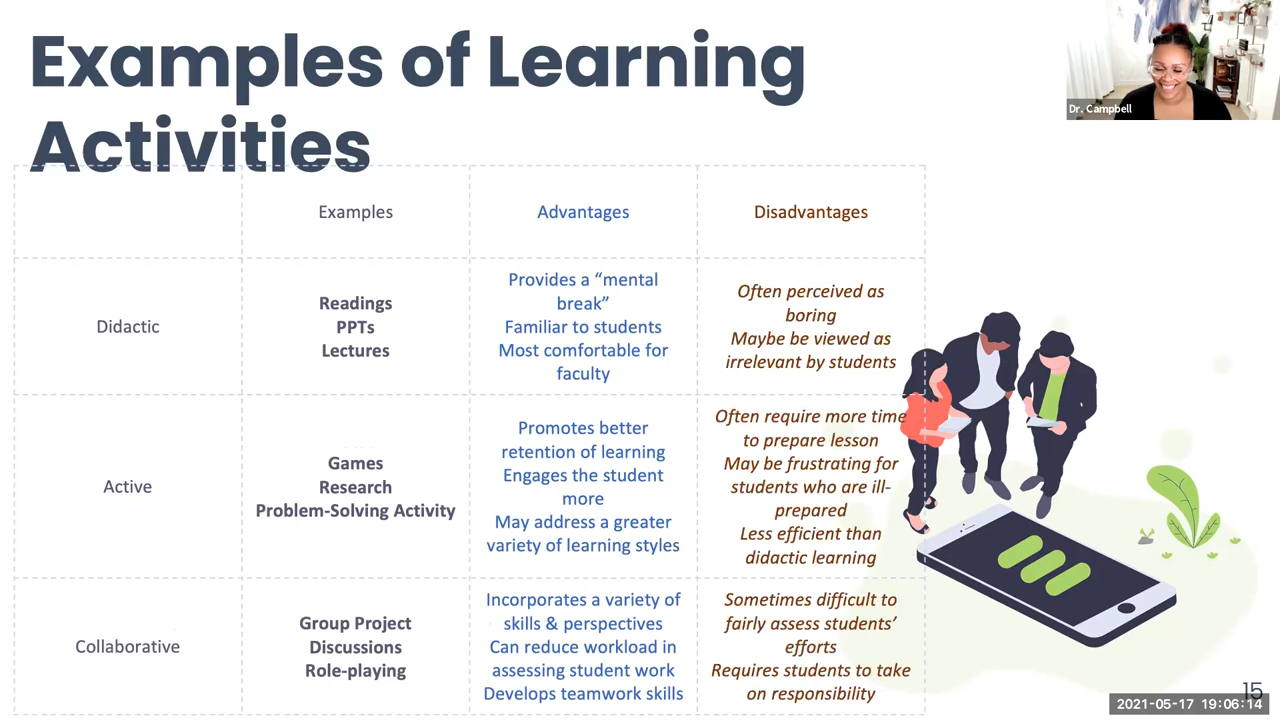 Examples of Learning
Activities
Dr. Campbell
Examples
Advantages
Disadvantages
Didactic
Readings
PPTs
Lectures
Provides a “mental
break”
Familiar to students
Most comfortable for
faculty
Often perceived as
boring
Maybe be viewed as
irrelevant by students
Active
Games
Research
Problem-Solving Activity
Promotes better
retention of learning
Engages the student
more
May address a greater
variety of learning styles
Often require more time
to prepare lesson
May be frustrating for
students who are ill-
prepared
Less efficient than
didactic learning
Collaborative
Group Project
Discussions
Role-playing
Incorporates a variety of
skills & perspectives
Can reduce workload in
assessing student work
Develops teamwork skills
Sometimes difficult to
fairly assess students’
efforts
Requires students to take
on responsibility
15
2021-05-17 19:06:14